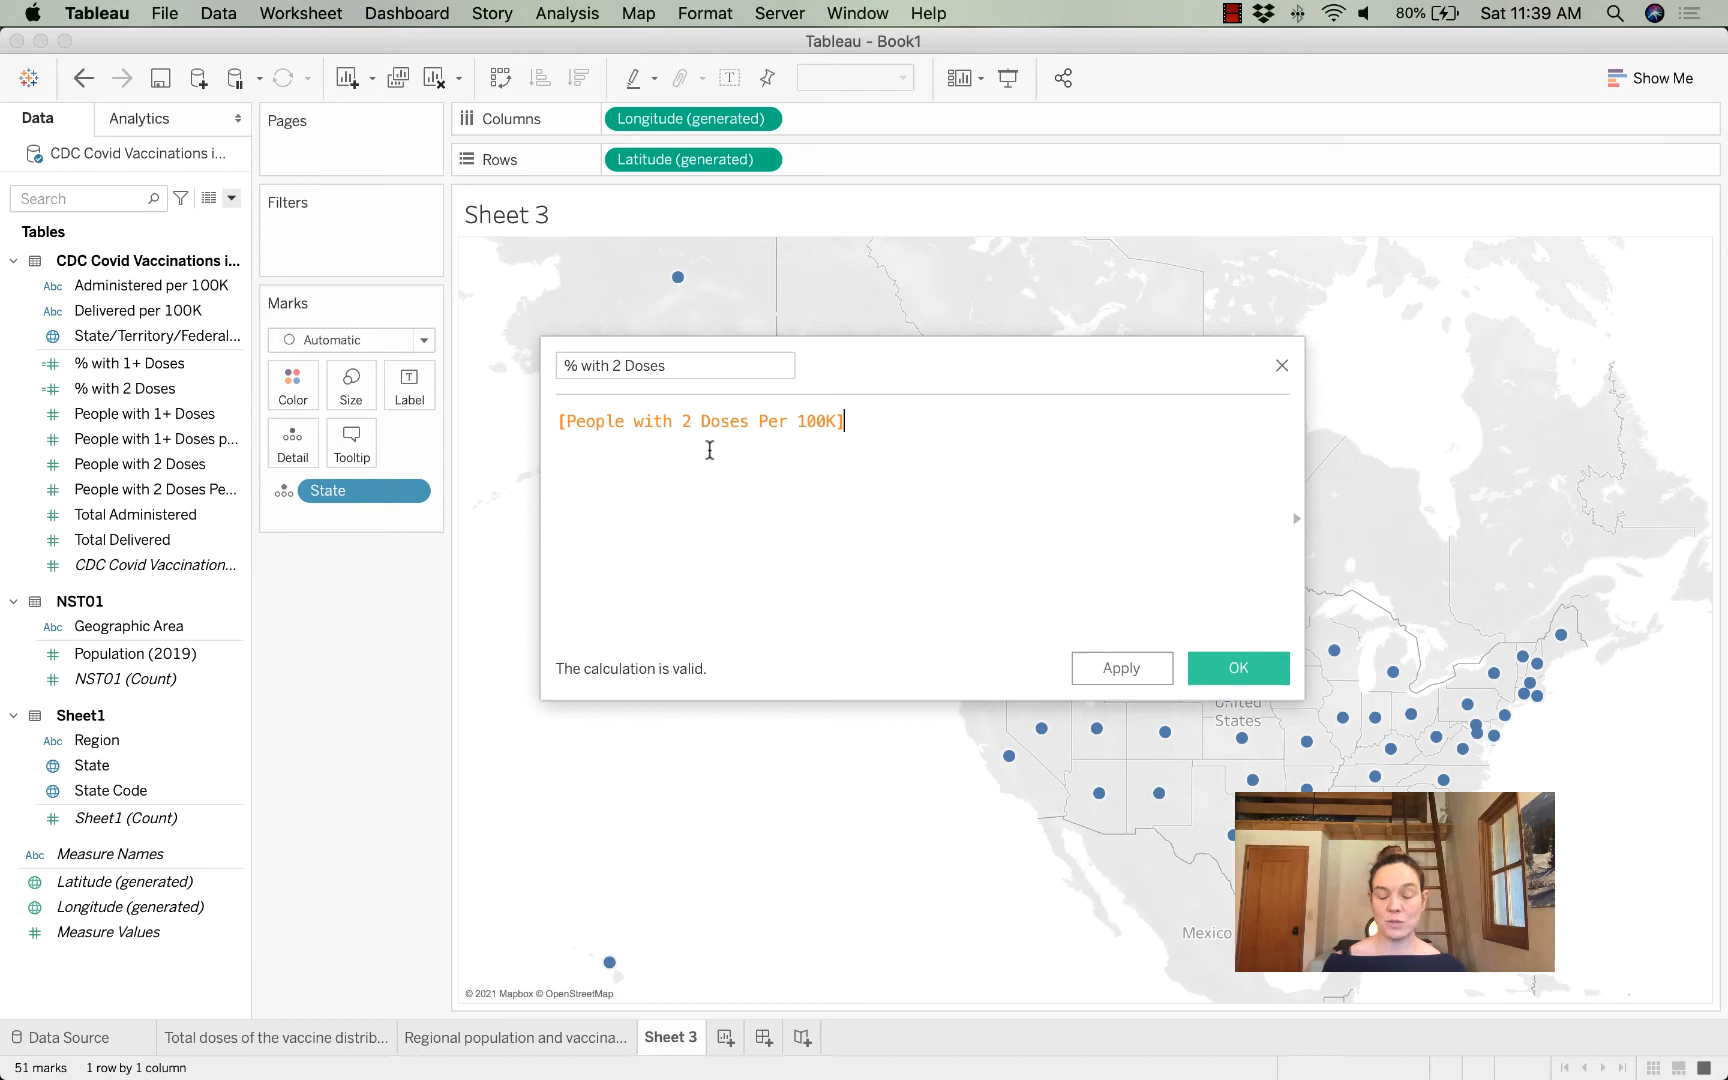 Tableau File Data Worksheet Dashboard Story Analysis Map Format Server Window Help 80% Sat 11:39 AM
Tableau - Book1
Show Me
Data Analytics
Pages
Columns Longitude (generated)
CDC Covid Vaccinations i...
Rows Latitude (generated)
Search
Filters
Sheet 3
Tables
CDC Covid Vaccinations i...
Abc Administered per 100K
Abc Delivered per 100K
State/Territory/Federal...
% with 1+ Doses
% with 2 Doses
People with 1+ Doses
People with 1+ Doses p...
People with 2 Doses
People with 2 Doses Pe...
Total Administered
Total Delivered
CDC Covid Vaccination...
NST01
Abc Geographic Area
Population (2019)
NST01 (Count)
Sheet1
Abc Region
State
State Code
Sheet1 (Count)
Abc Measure Names
Latitude (generated)
Longitude (generated)
Measure Values
Marks
Automatic
Color Size Label
Detail Tooltip
State
% with 2 Doses
[People with 2 Doses Per 100K]
The calculation is valid.
Apply OK
United
States
Mexico
© 2021 Mapbox © OpenStreetMap
Data Source Total doses of the vaccine distrib... Regional population and vaccina... Sheet 3
51 marks 1 row by 1 column